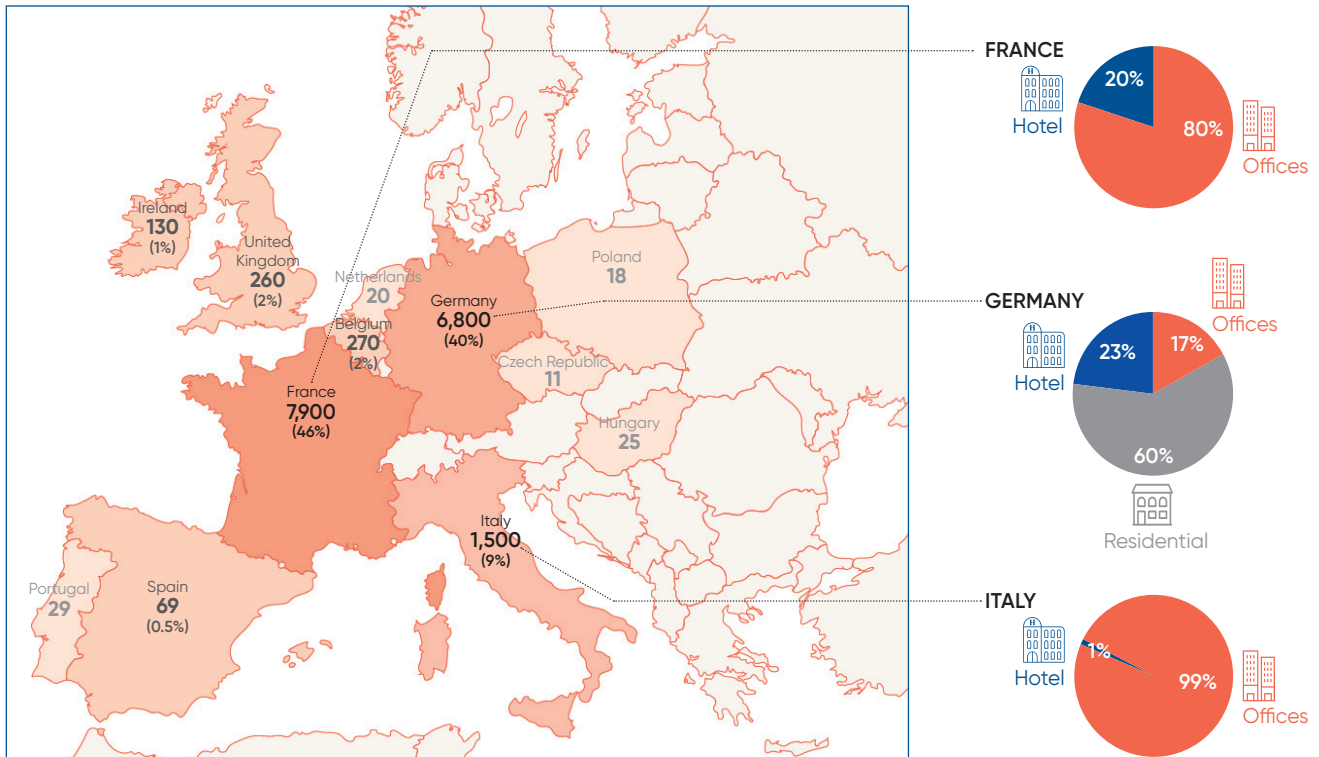 Ireland
130
(1%)
United
Kingdom
260
(2%)
Netherlands
20
Belgium
270
(2%)
Germany
6,800
(40%)
Poland
18
Czech Republic
11
France
7,900
(46%)
Hungary
25
Italy
1,500
(9%)
Portugal
29
Spain
69
(0.5%)
FRANCE
H
Hotel
20%
80%
Offices
GERMANY
H
Hotel
23%
17%
Offices
60%
Residential
ITALY
H
Hotel
1%
99%
Offices